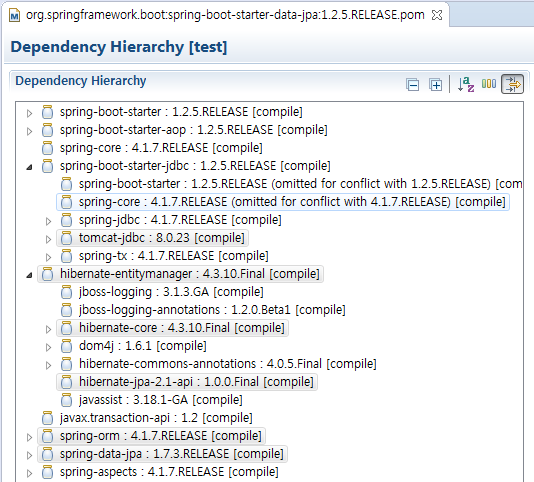 org.springframework.boot:spring-boot-starter-data-jpa:1.2.5.RELEASE.pom
Dependency Hierarchy [test]
Dependency Hierarchy
spring-boot-starter : 1.2.5.RELEASE [compile]
spring-boot-starter-aop : 1.2.5.RELEASE [compile]
spring-core : 4.1.7.RELEASE [compile]
spring-boot-starter-jdbc : 1.2.5.RELEASE [compile]
spring-boot-starter : 1.2.5.RELEASE (omitted for conflict with 1.2.5.RELEASE) [com
spring-core : 4.1.7.RELEASE (omitted for conflict with 4.1.7.RELEASE) [compile]
spring-jdbc : 4.1.7.RELEASE [compile]
tomcat-jdbc : 8.0.23 [compile]
spring-tx : 4.1.7.RELEASE [compile]
hibernate-entitymanager : 4.3.10.Final [compile]
jboss-logging : 3.1.3.GA [compile]
jboss-logging-annotations : 1.2.0.Beta1 [compile]
hibernate-core : 4.3.10.Final [compile]
dom4j : 1.6.1 [compile]
hibernate-commons-annotations : 4.0.5.Final [compile]
hibernate-jpa-2.1-api : 1.0.0.Final [compile]
javassist : 3.18.1-GA [compile]
javax.transaction-api : 1.2 [compile]
spring-orm : 4.1.7.RELEASE [compile]
spring-data-jpa : 1.7.3.RELEASE [compile]
spring-aspects : 4.1.7.RELEASE [compile]